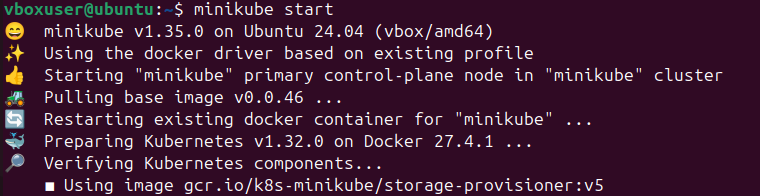 vboxuser@ubuntu:~$ minikube start
😄 minikube v1.35.0 on Ubuntu 24.04 (vbox/amd64)
✨ Using the docker driver based on existing profile
👍 Starting "minikube" primary control-plane node in "minikube" cluster
🚜 Pulling base image v0.0.46 ...
🔄 Restarting existing docker container for "minikube" ...
🐳 Preparing Kubernetes v1.32.0 on Docker 27.4.1 ...
🔎 Verifying Kubernetes components...
▪ Using image gcr.io/k8s-minikube/storage-provisioner:v5